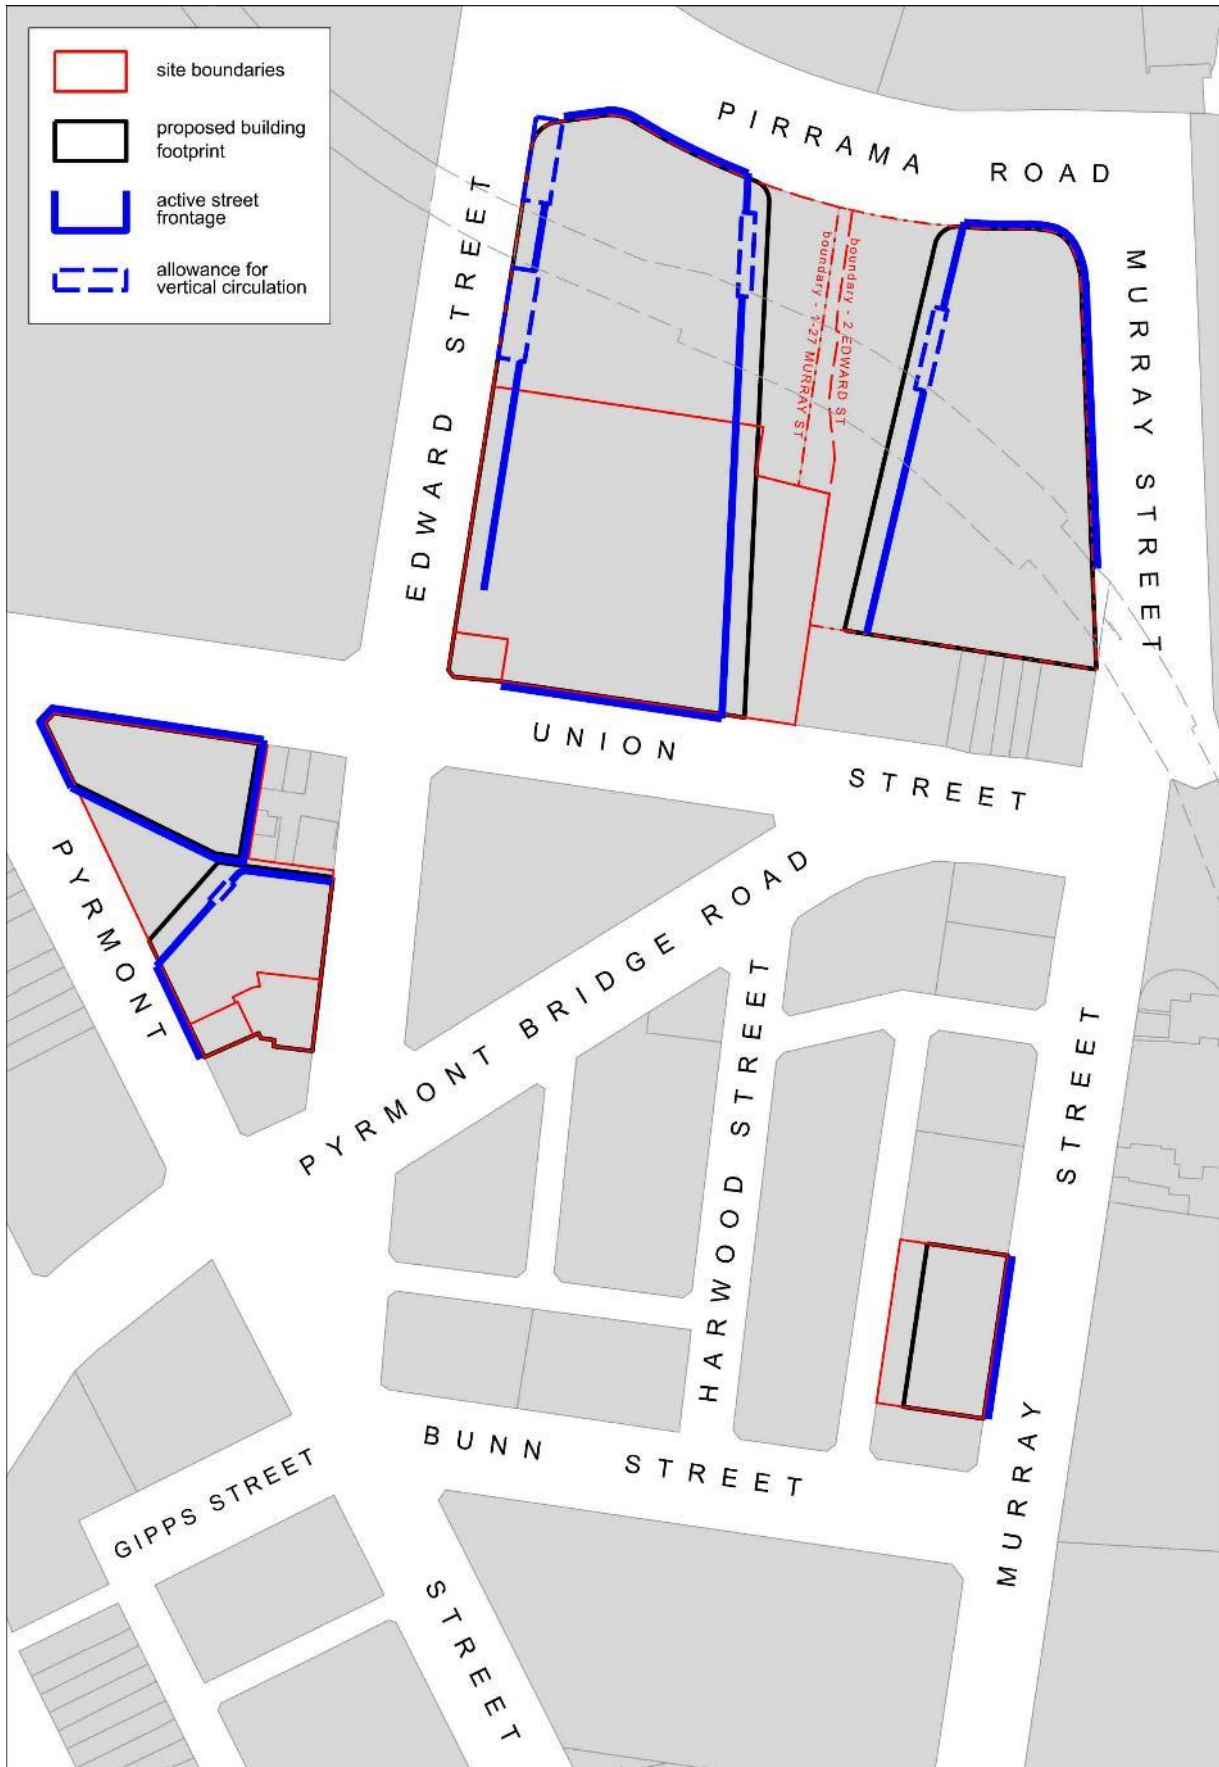 site boundaries
proposed building
footprint
active street
frontage
allowance for
vertical circulation
PIRRAMA ROAD
EDWARD STREET
MURRAY STREET
boundary - 2 EDWARD ST
boundary - 1-27 MURRAY ST
UNION STREET
PYRMONT
PYRMONT BRIDGE ROAD
HARWOOD STREET
STREET
MURRAY
BUNN STREET
GIPPS STREET
STREET